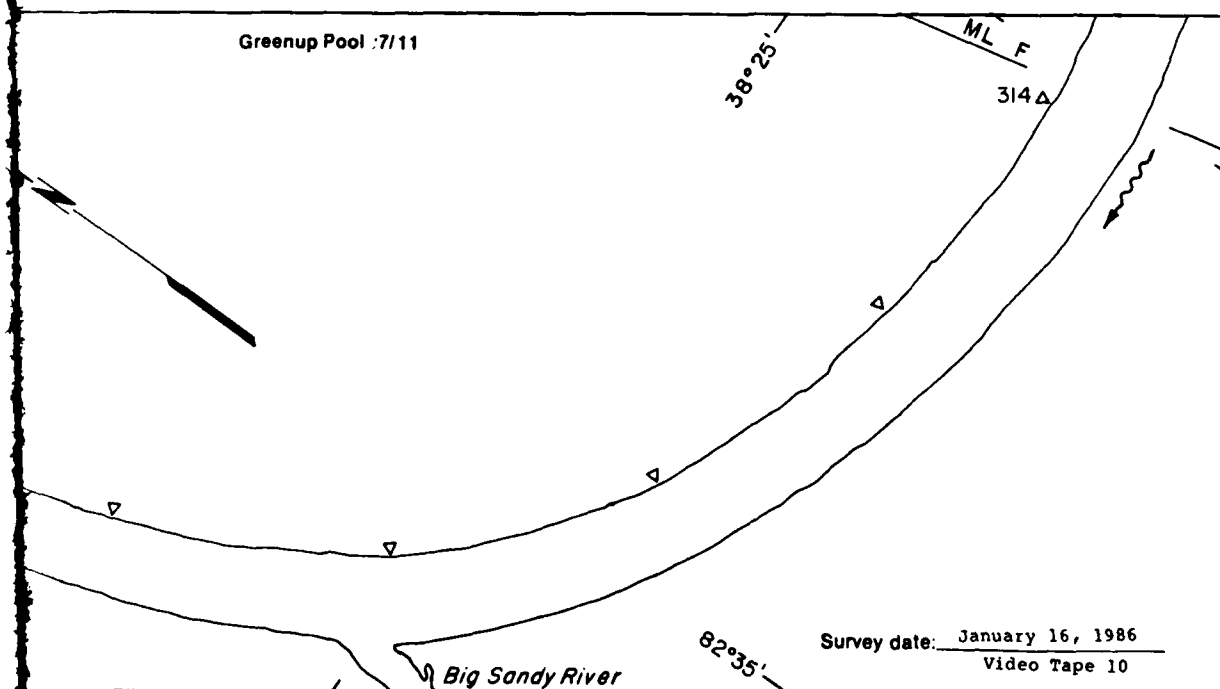 Greenup Pool :7/11
38°25'
ML F
314
82°35'
Survey date: January 16, 1986
Video Tape 10
Big Sandy River